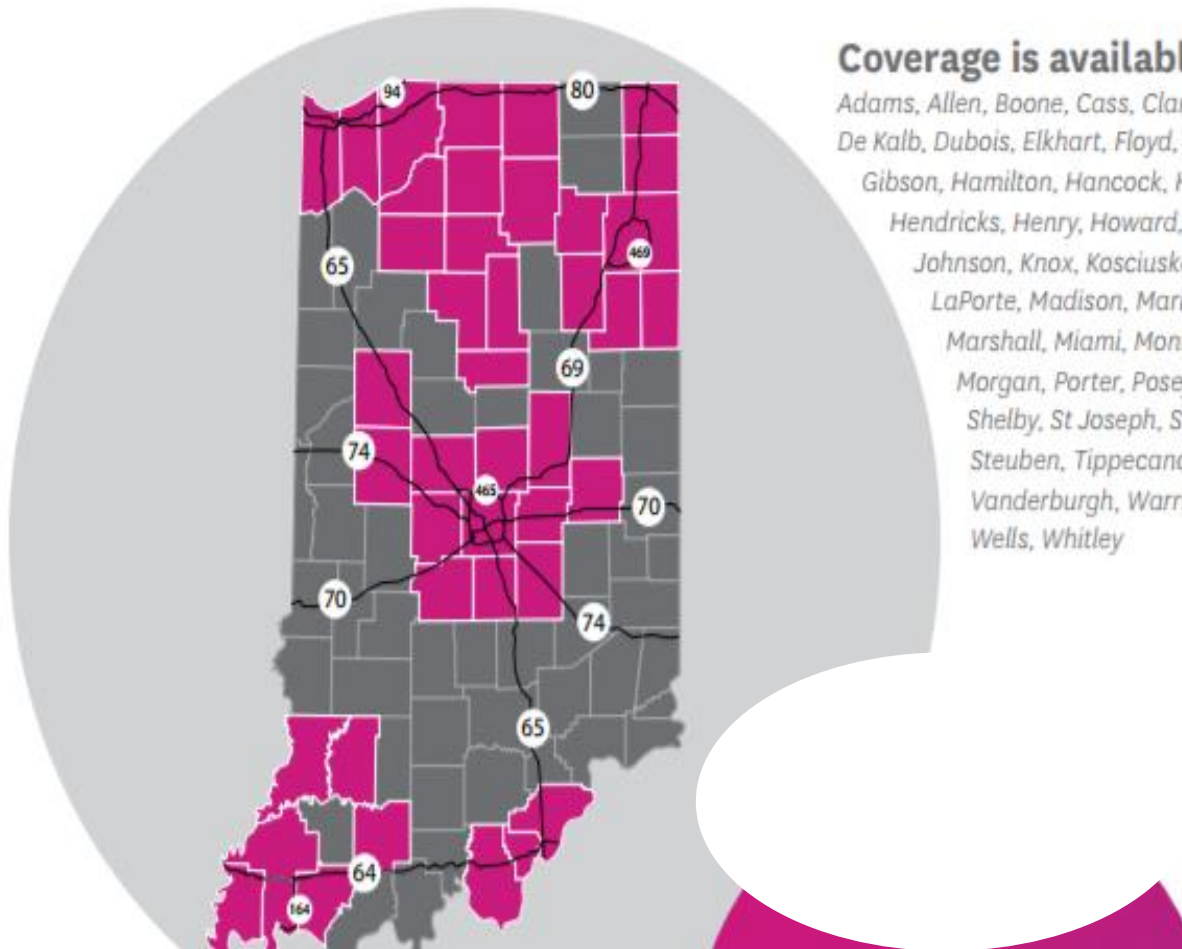 Coverage is availabl
Adams, Allen, Boone, Cass, Clar
De Kalb, Dubois, Elkhart, Floyd,
Gibson, Hamilton, Hancock, H
Hendricks, Henry, Howard,
Johnson, Knox, Kosciusk
LaPorte, Madison, Mari
Marshall, Miami, Mon
Morgan, Porter, Pose
Shelby, St Joseph, S
Steuben, Tippecano
Vanderburgh, Warr
Wells, Whitley
94
80
65
469
69
74
465
70
70
74
65
64
164